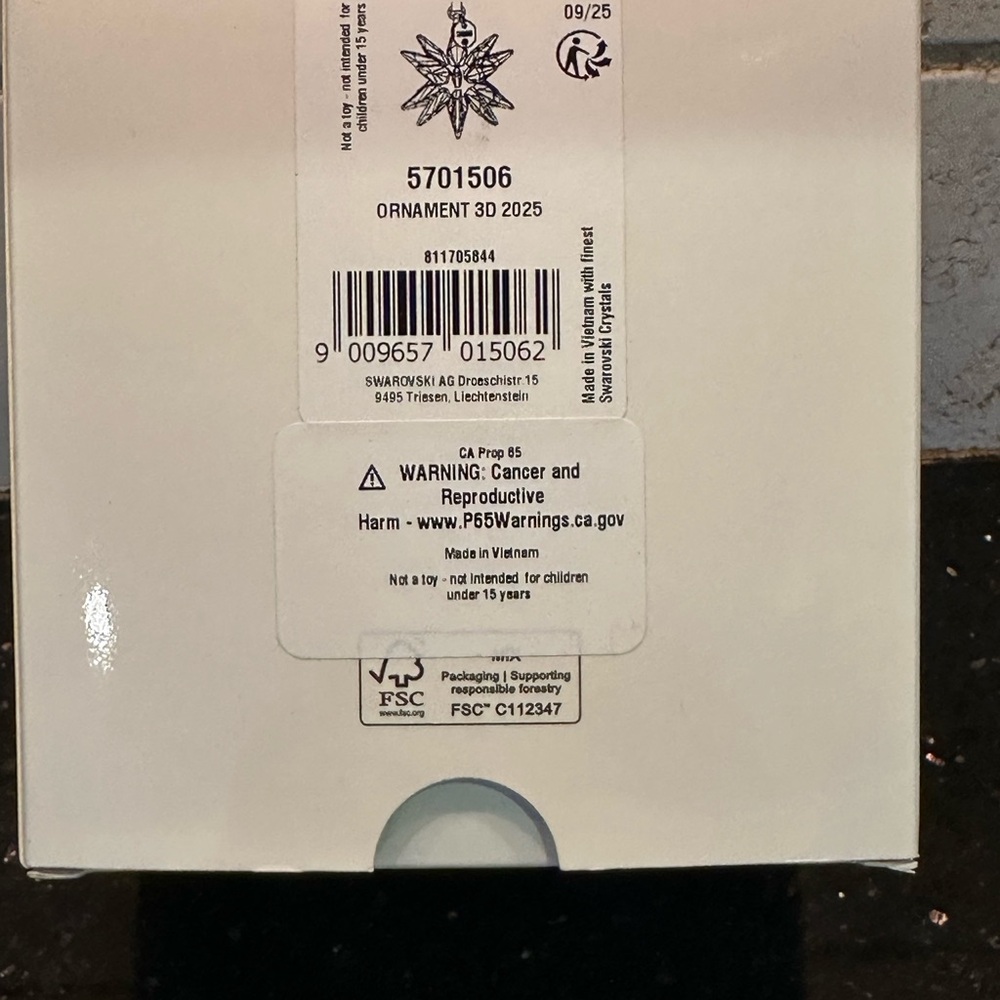 Not a toy - not intended for
children under 15 years
09/25
5701506
ORNAMENT 3D 2025
811705844
9 009657 015062
SWAROVSKI AG Droeschistr.15
9495 Triesen, Liechtenstein
Made in Vietnam with finest
Swarovski Crystals
CA Prop 65
WARNING: Cancer and
Reproductive
Harm - www.P65Warnings.ca.gov
Made in Vietnam
Not a toy - not intended for children
under 15 years
FSC
www.fsc.org
MIX
Packaging | Supporting
responsible forestry
FSC™ C112347